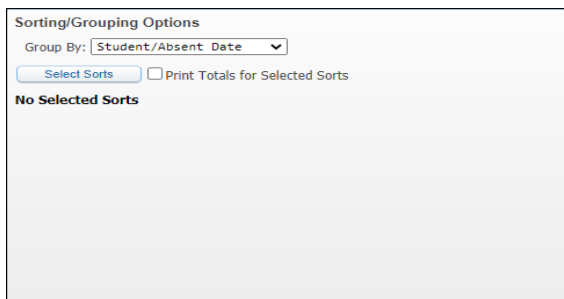 Sorting/Grouping Options
Group By: Student/Absent Date
Select Sorts Print Totals for Selected Sorts
No Selected Sorts